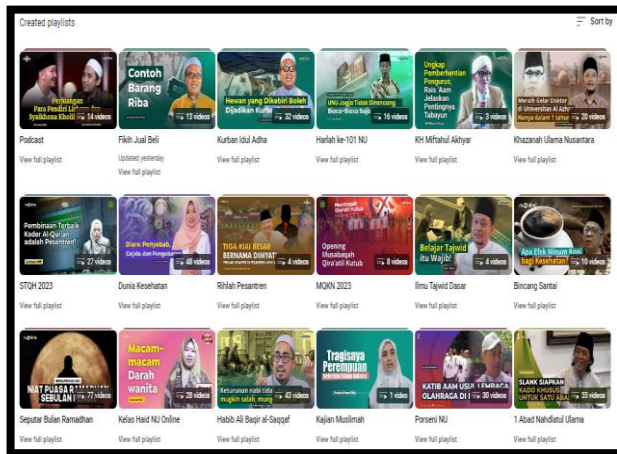 Created playlists
Sort by
Perjuangan
Para Pendiri
Syaikhona Kholil
14 videos
Contoh
Barang
Riba
13 videos
Hewan yang Dikebiri Boleh
Dijadikan Kurban
32 videos
UNU Jogja Tidak Dirancang
Biasa-Biasa Saja
16 videos
Ungkap
Pemberhentian
Pengurus,
Rais 'Aam
Jelaskan
Pentingnya
Tabayun
3 videos
Meraih Gelar Doktor
di Universitas Al Azhar
Hanya dalam 1 tahun
20 videos
Podcast
Fikih Jual Beli
Kurban Idul Adha
Harlah ke-101 NU
KH Miftahul Akhyar
Khazanah Ulama Nusantara
View full playlist
Updated yesterday
View full playlist
View full playlist
View full playlist
View full playlist
View full playlist
Pembinaan Terbaik
Kader Al-Qur'an
adalah Pesantren!
27 videos
Diare: Penyebab,
Gejala, dan Pengobatan
48 videos
TIGA KIAI BESAR
BERNAMA DIMYATI
4 videos
Opening
Musabaqah
Qira'atil Kutub
8 videos
Belajar Tajwid
itu Wajib!
4 videos
Apa Efek Minum Kopi
bagi Kesehatan?
10 videos
STQH 2023
Dunia Kesehatan
Rihlah Pesantren
MQKN 2023
Ilmu Tajwid Dasar
Bincang Santai
View full playlist
View full playlist
View full playlist
View full playlist
View full playlist
View full playlist
NIAT PUASA RAMADHAN
SEBULAN
77 videos
Macam-
macam
Darah
wanita
28 videos
Keturunan nabi tidak
mugkin salah,
43 videos
Tragisnya
Perempuan
1 video
KATIB AAM USUL LEMBAGA
OLAHRAGA DI
30 videos
SLANK SIAPKAN
KADO KHUSUS
UNTUK SATU ABAD
55 videos
Seputar Bulan Ramadhan
Kelas Haid NU Online
Habib Ali Baqir al-Saqqaf
Kajian Muslimah
Porseni NU
1 Abad Nahdlatul Ulama
View full playlist
View full playlist
View full playlist
View full playlist
View full playlist
View full playlist